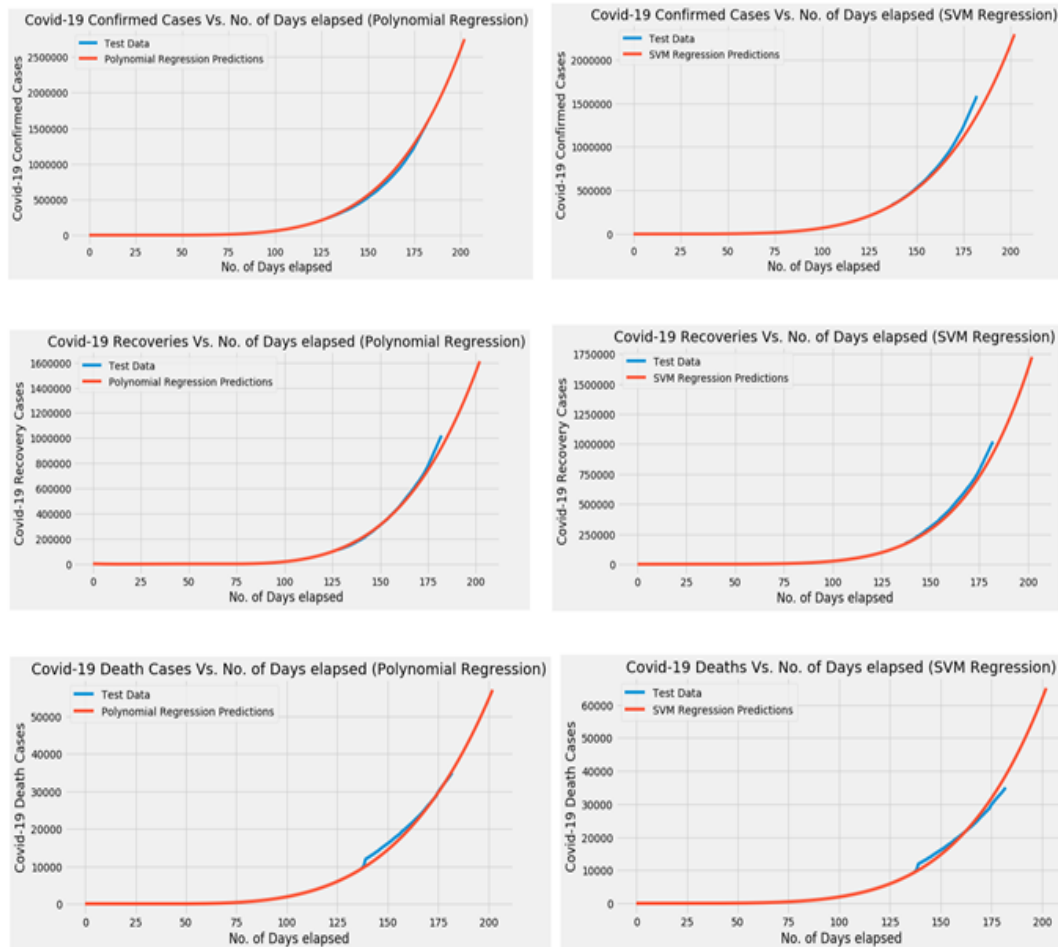 Covid-19 Confirmed Cases Vs. No. of Days elapsed (Polynomial Regression)
Test Data
Polynomial Regression Predictions
Covid-19 Confirmed Cases
2500000
2000000
1500000
1000000
500000
0
0 25 50 75 100 125 150 175 200
No. of Days elapsed
Covid-19 Confirmed Cases Vs. No. of Days elapsed (SVM Regression)
Test Data
SVM Regression Predictions
Covid-19 Confirmed Cases
2000000
1500000
1000000
500000
0
0 25 50 75 100 125 150 175 200
No. of Days elapsed
Covid-19 Recoveries Vs. No. of Days elapsed (Polynomial Regression)
Test Data
Polynomial Regression Predictions
Covid-19 Recovery Cases
1600000
1400000
1200000
1000000
800000
600000
400000
200000
0
0 25 50 75 100 125 150 175 200
No. of Days elapsed
Covid-19 Recoveries Vs. No. of Days elapsed (SVM Regression)
Test Data
SVM Regression Predictions
Covid-19 Recovery Cases
1750000
1500000
1250000
1000000
750000
500000
250000
0
0 25 50 75 100 125 150 175 200
No. of Days elapsed
Covid-19 Death Cases Vs. No. of Days elapsed (Polynomial Regression)
Test Data
Polynomial Regression Predictions
Covid-19 Death Cases
50000
40000
30000
20000
10000
0
0 25 50 75 100 125 150 175 200
No. of Days elapsed
Covid-19 Deaths Vs. No. of Days elapsed (SVM Regression)
Test Data
SVM Regression Predictions
Covid-19 Death Cases
60000
50000
40000
30000
20000
10000
0
0 25 50 75 100 125 150 175 200
No. of Days elapsed